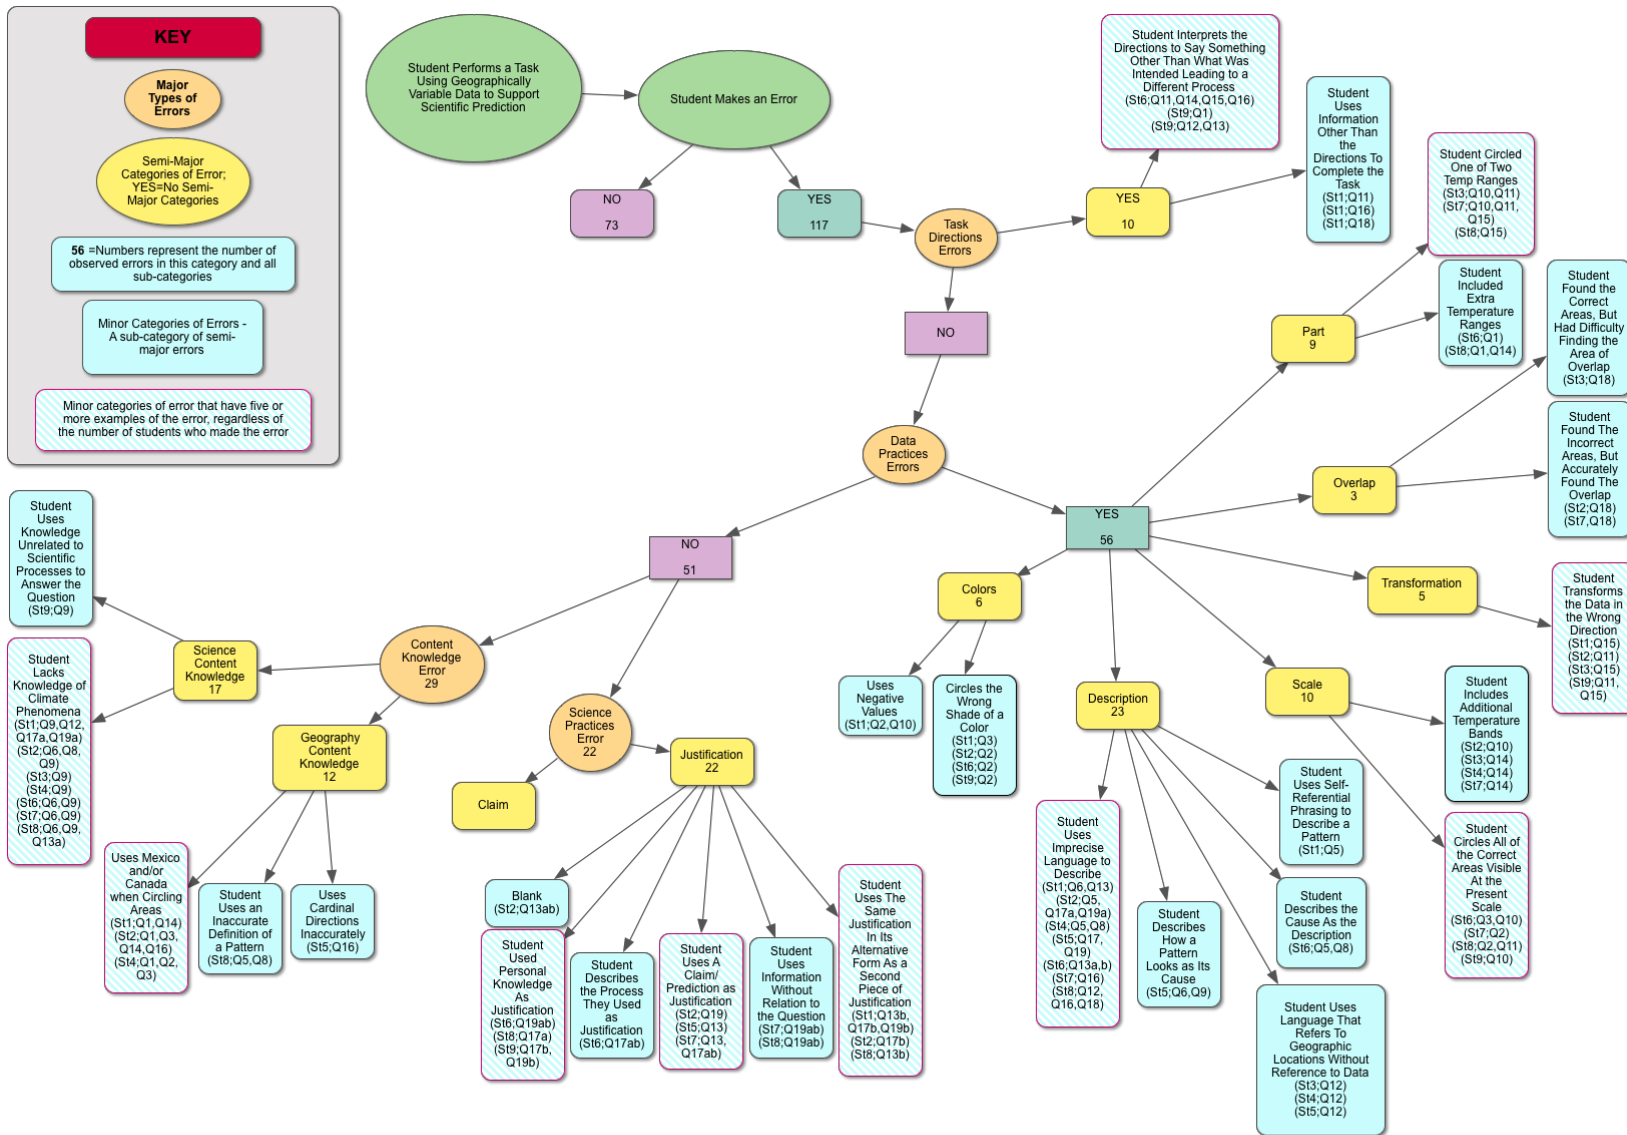 KEY
Major
Types of
Errors
Semi-Major
Categories of Error;
YES=No Semi-
Major Categories
56 =Numbers represent the number of
observed errors in this category and all
sub-categories
Minor Categories of Errors -
A sub-category of semi-
major errors
Minor categories of error that have five or
more examples of the error, regardless of
the number of students who made the error
Student Performs a Task
Using Geographically
Variable Data to Support
Scientific Prediction
Student Makes an Error
NO
73
YES
117
Task
Directions
Errors
YES
10
Student Interprets the
Directions to Say Something
Other Than What Was
Intended Leading to a
Different Process
(St6;Q11,Q14,Q15,Q16)
(St9;Q1)
(St9;Q12,Q13)
Student
Uses
Information
Other Than
the
Directions To
Complete the
Task
(St1;Q11)
(St1;Q16)
(St1;Q18)
NO
Data
Practices
Errors
YES
56
Part
9
Student Circled
One of Two
Temp Ranges
(St3;Q10,Q11)
(St7;Q10,Q11,
Q15)
(St8;Q15)
Student
Included
Extra
Temperature
Ranges
(St6;Q1)
(St8;Q1,Q14)
Overlap
3
Student
Found the
Correct
Areas, But
Had Difficulty
Finding the
Area of
Overlap
(St3;Q18)
Student
Found The
Incorrect
Areas, But
Accurately
Found The
Overlap
(St2;Q18)
(St7,Q18)
Transformation
5
Student
Transforms
the Data in
the Wrong
Direction
(St1;Q15)
(St2;Q11)
(St3;Q15)
(St9;Q11,
Q15)
Scale
10
Student
Includes
Additional
Temperature
Bands
(St2;Q10)
(St3;Q14)
(St4;Q14)
(St7;Q14)
Student
Circles All of
the Correct
Areas Visible
At the
Present
Scale
(St6;Q3,Q10)
(St7;Q2)
(St8;Q2,Q11)
(St9;Q10)
Description
23
Student
Uses Self-
Referential
Phrasing to
Describe a
Pattern
(St1;Q5)
Student
Describes the
Cause As the
Description
(St6;Q5,Q8)
Student Uses
Language That
Refers To
Geographic
Locations Without
Reference to Data
(St3;Q12)
(St4;Q12)
(St5;Q12)
Student
Describes
How a
Pattern
Looks as Its
Cause
(St5;Q6,Q9)
Student
Uses
Imprecise
Language to
Describe
(St1;Q6,Q13)
(St2;Q5,
Q17a,Q19a)
(St4;Q5,Q8)
(St5;Q17,
Q19)
(St6;Q13a,b)
(St7;Q16)
(St8;Q12,
Q16,Q18)
Colors
6
Uses
Negative
Values
(St1;Q2,Q10)
Circles the
Wrong
Shade of a
Color
(St1;Q3)
(St2;Q2)
(St6;Q2)
(St9;Q2)
NO
51
Content
Knowledge
Error
29
Science
Content
Knowledge
17
Student
Uses
Knowledge
Unrelated to
Scientific
Processes to
Answer the
Question
(St9;Q9)
Student
Lacks
Knowledge of
Climate
Phenomena
(St1;Q9,Q12,
Q17a,Q19a)
(St2;Q6,Q8,
Q9)
(St3;Q9)
(St4;Q9)
(St6;Q6,Q9)
(St7;Q6,Q9)
(St8;Q6,Q9,
Q13a)
Geography
Content
Knowledge
12
Uses Mexico
and/or
Canada
when Circling
Areas
(St1;Q1,Q14)
(St2;Q1,Q3,
Q14,Q16)
(St4;Q1,Q2,
Q3)
Student
Uses an
Inaccurate
Definition of
a Pattern
(St8;Q5,Q8)
Uses
Cardinal
Directions
Inaccurately
(St5;Q16)
Science
Practices
Error
22
Claim
Justification
22
Blank
(St2;Q13ab)
Student
Used
Personal
Knowledge
As
Justification
(St6;Q19ab)
(St8;Q17a)
(St9;Q17b,
Q19b)
Student
Describes
the Process
They Used
as
Justification
(St6;Q17ab)
Student
Uses A
Claim/
Prediction as
Justification
(St2;Q19)
(St5;Q13)
(St7;Q13,
Q17ab)
Student
Uses
Information
Without
Relation to
the Question
(St7;Q19ab)
(St8;Q19ab)
Student
Uses The
Same
Justification
In Its
Alternative
Form As a
Second
Piece of
Justification
(St1;Q13b,
Q17b,Q19b)
(St2;Q17b)
(St8;Q13b)